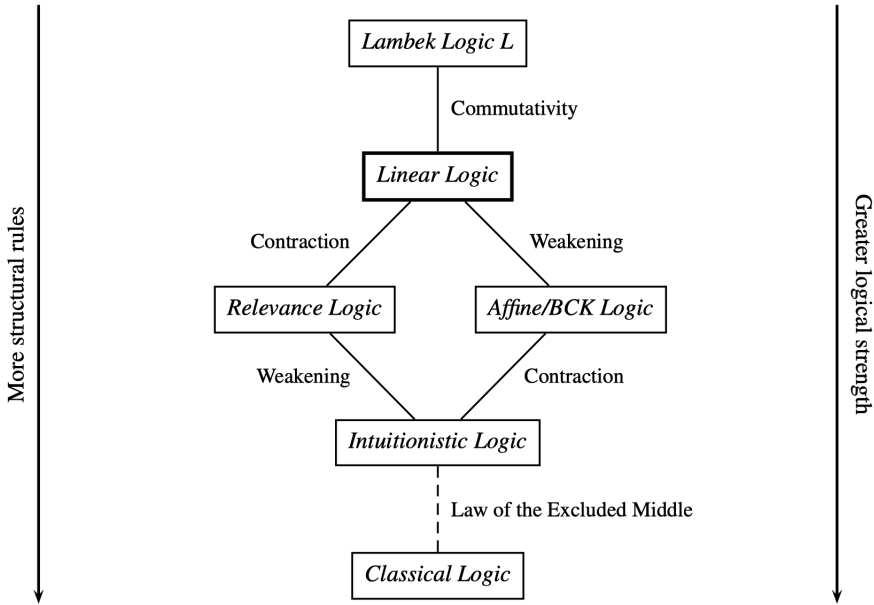 Lambek Logic L
Commutativity
Linear Logic
Contraction
Weakening
Relevance Logic
Affine/BCK Logic
Weakening
Contraction
Intuitionistic Logic
Law of the Excluded Middle
Classical Logic
More structural rules
Greater logical strength